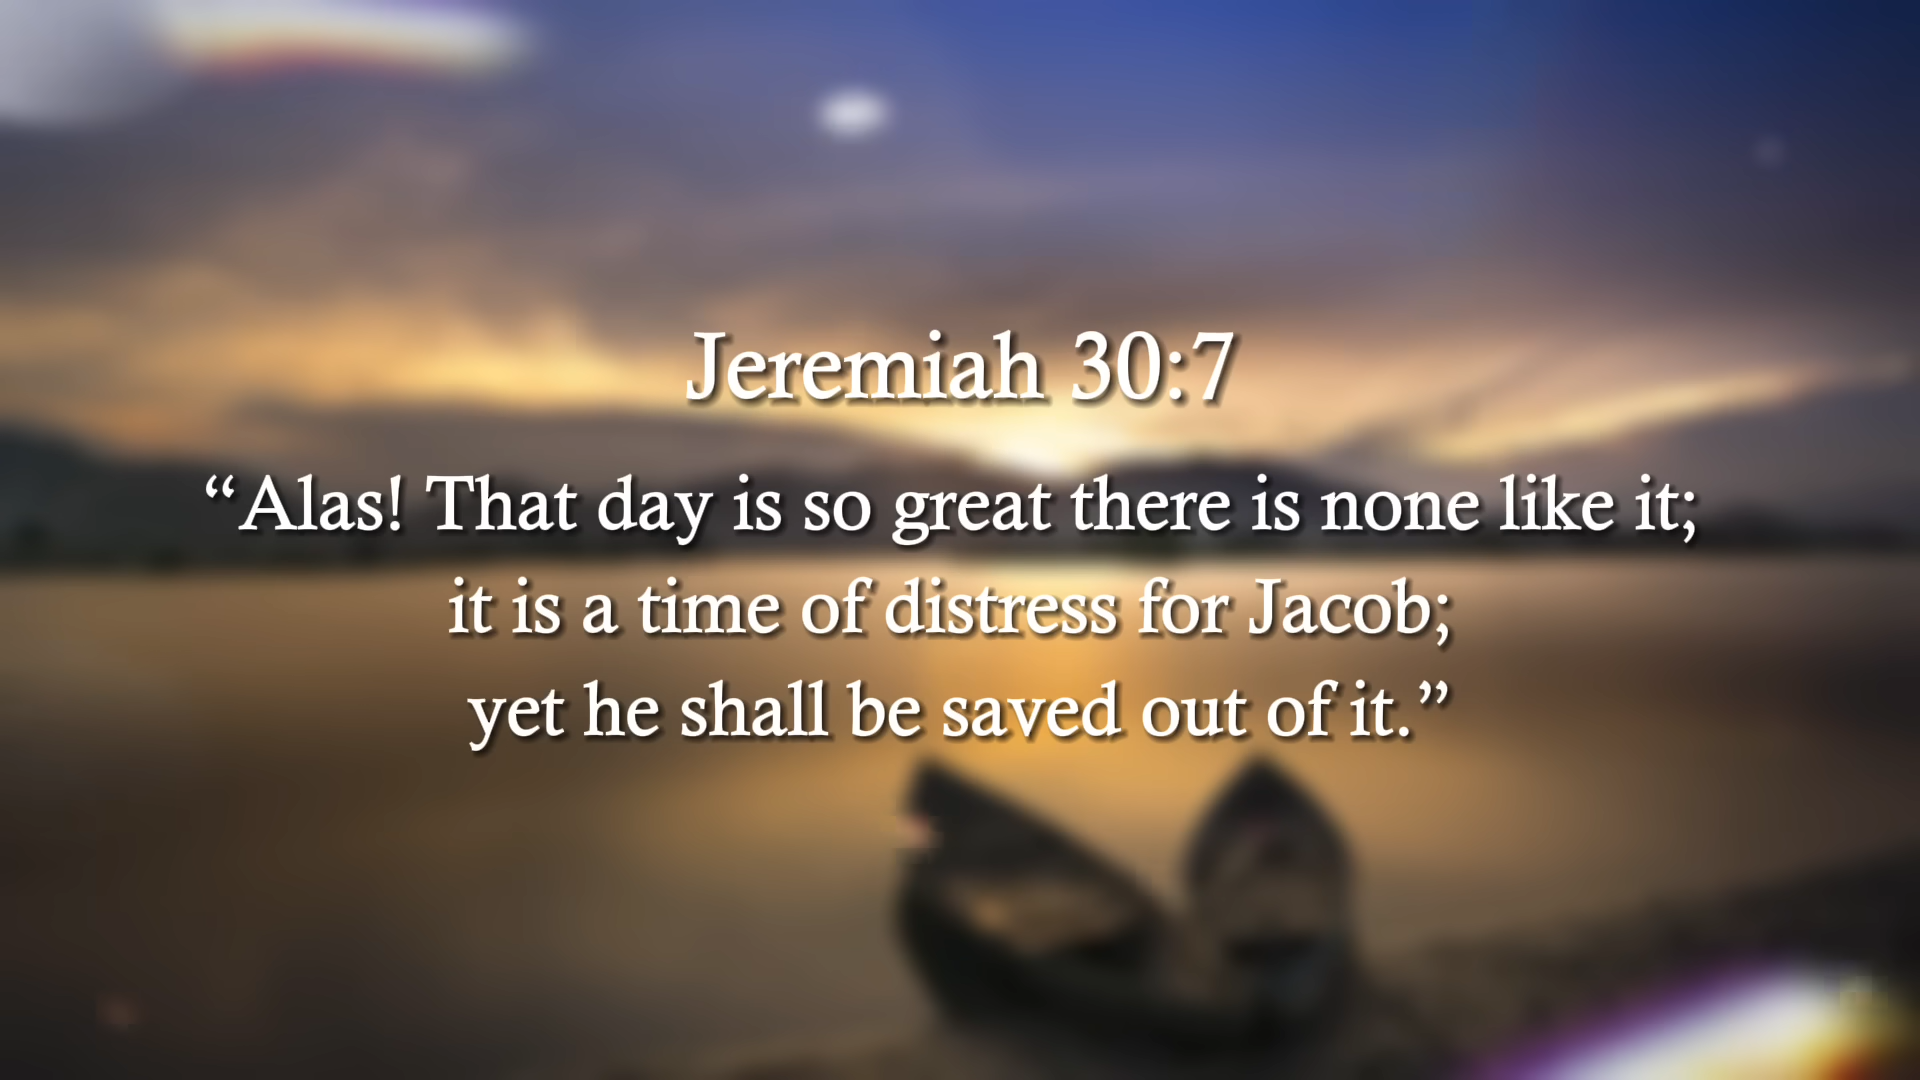 Jeremiah 30:7
“Alas! That day is so great there is none like it;
it is a time of distress for Jacob;
yet he shall be saved out of it.”